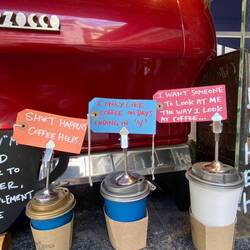 ZOCCO
SH*T HAPPENS
COFFEE HELPS
I ONLY LIKE
COFFEE ON DAYS
ENDING IN 'Y'
I WANT SOMEONE
TO LOOK AT ME
THE WAY I LOOK
AT COFFEE...